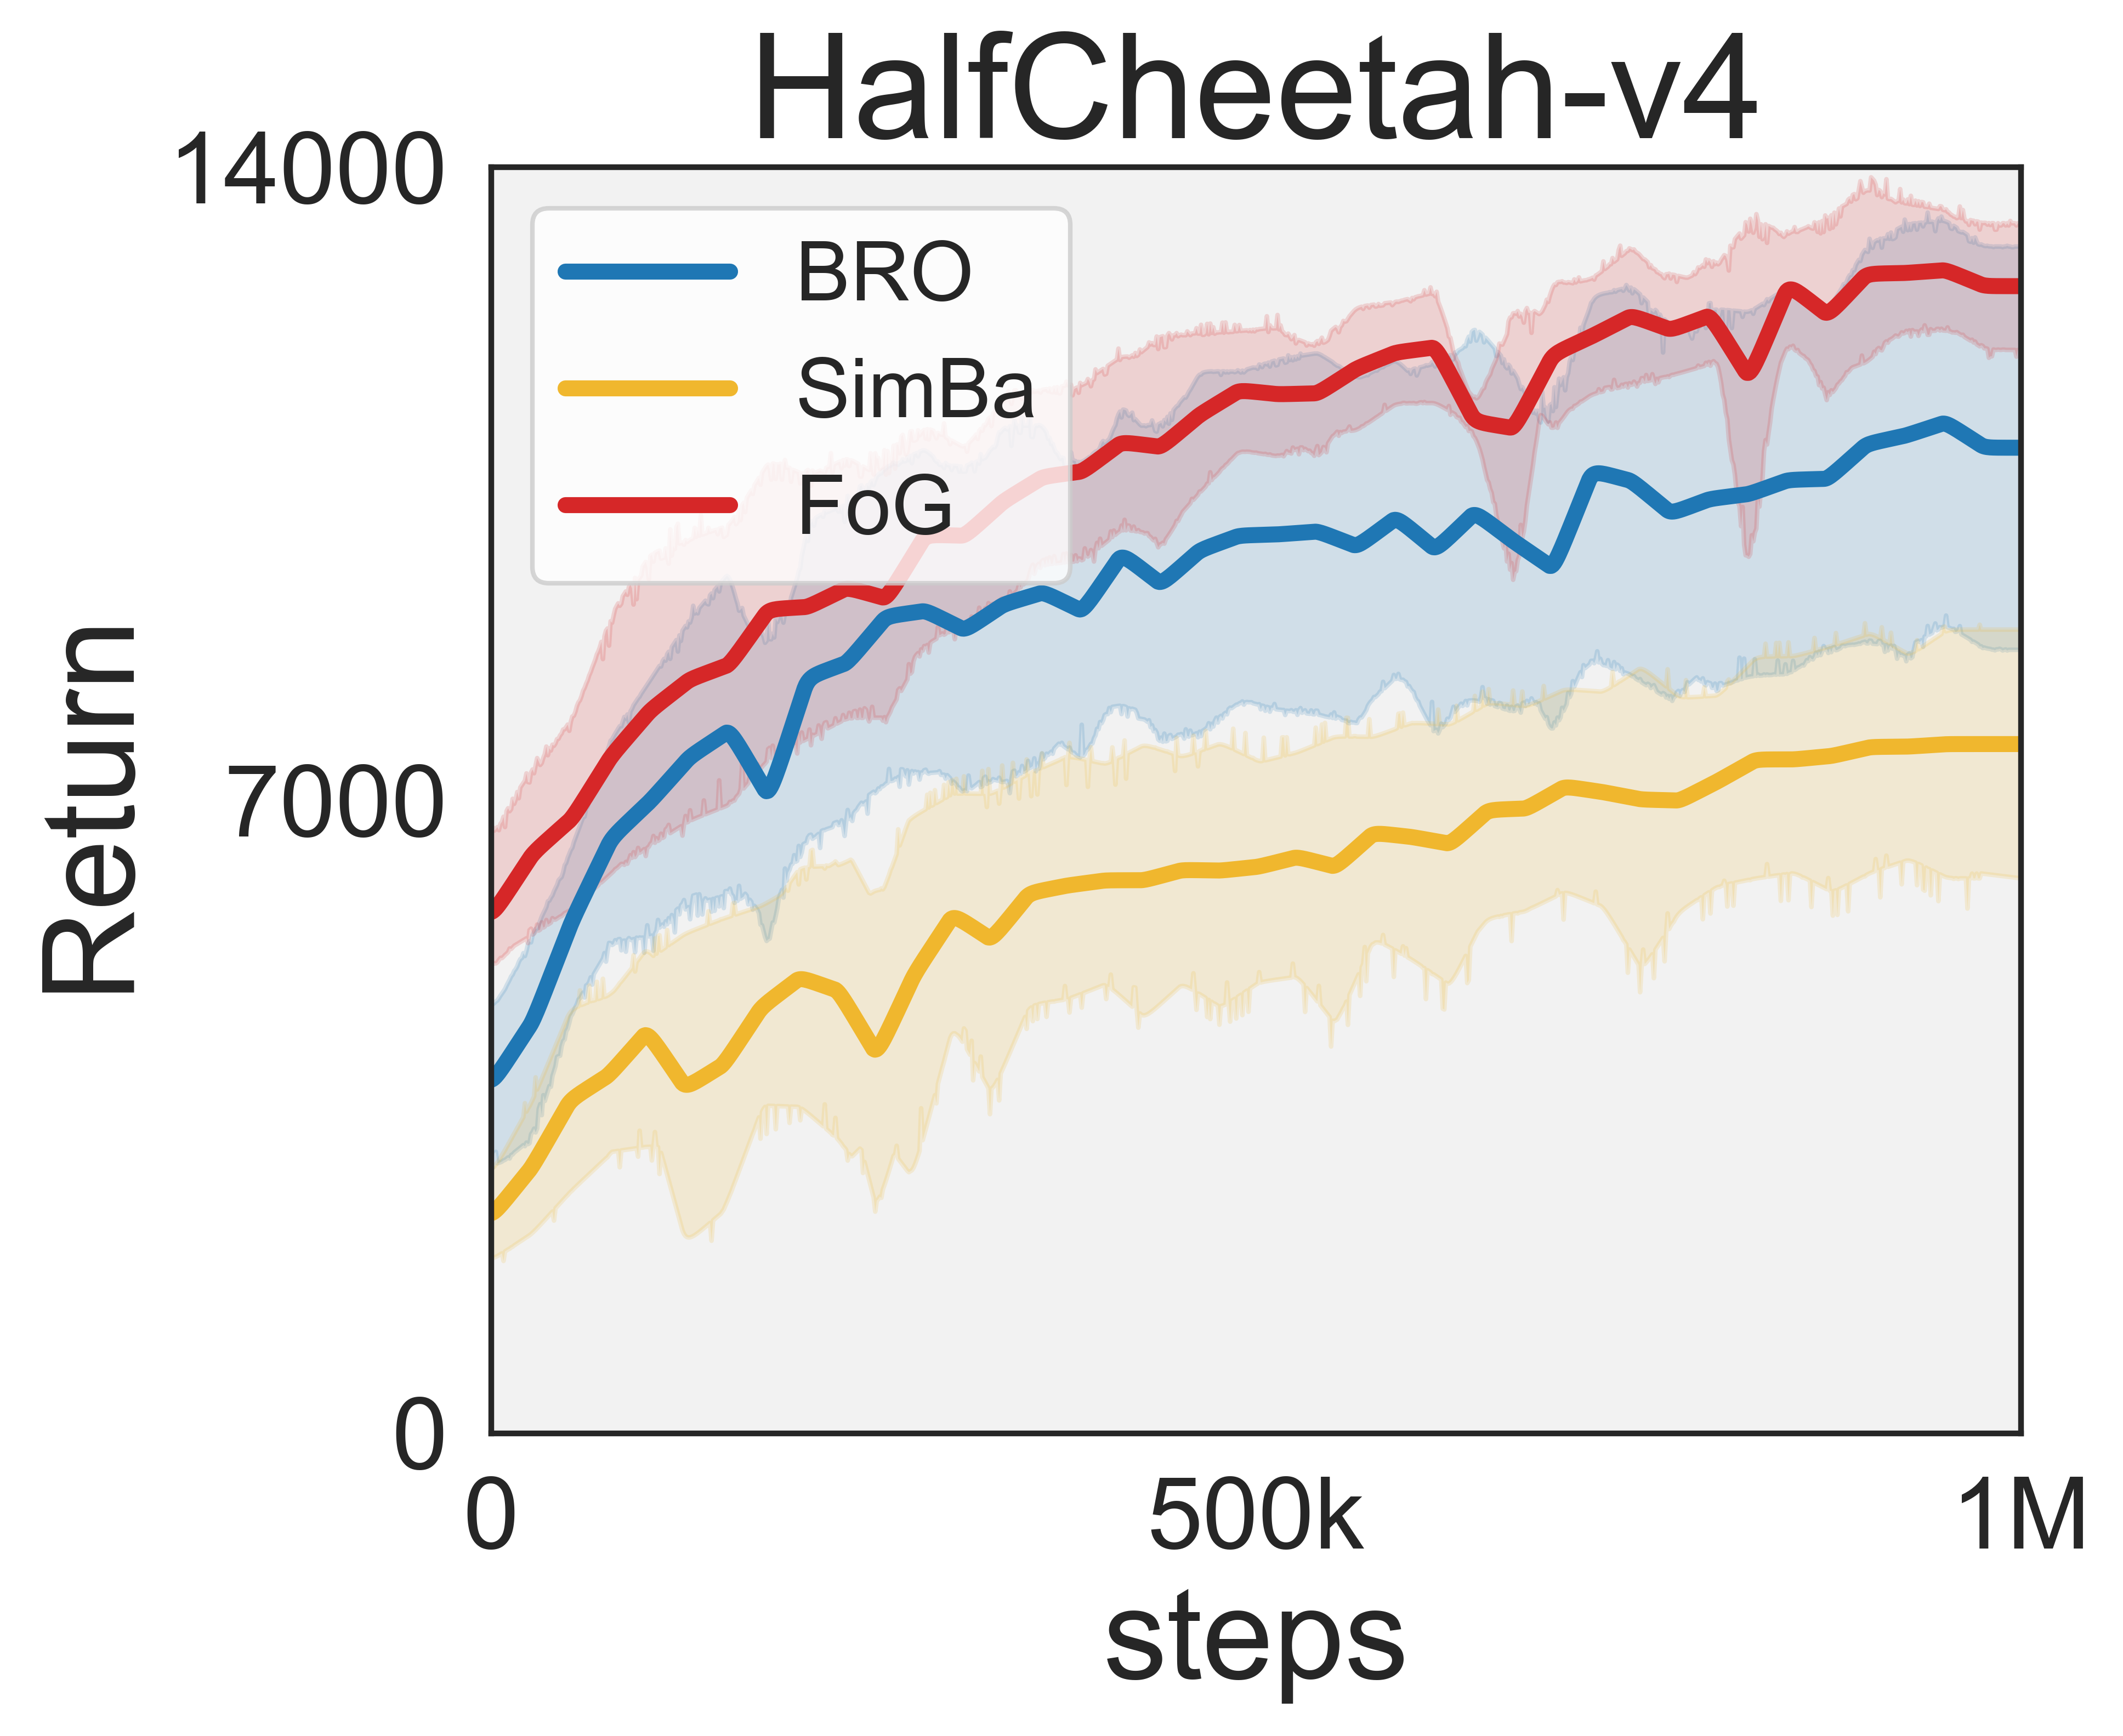 HalfCheetah-v4
14000
7000
0
Return
BRO
SimBa
FoG
0
500k
1M
steps